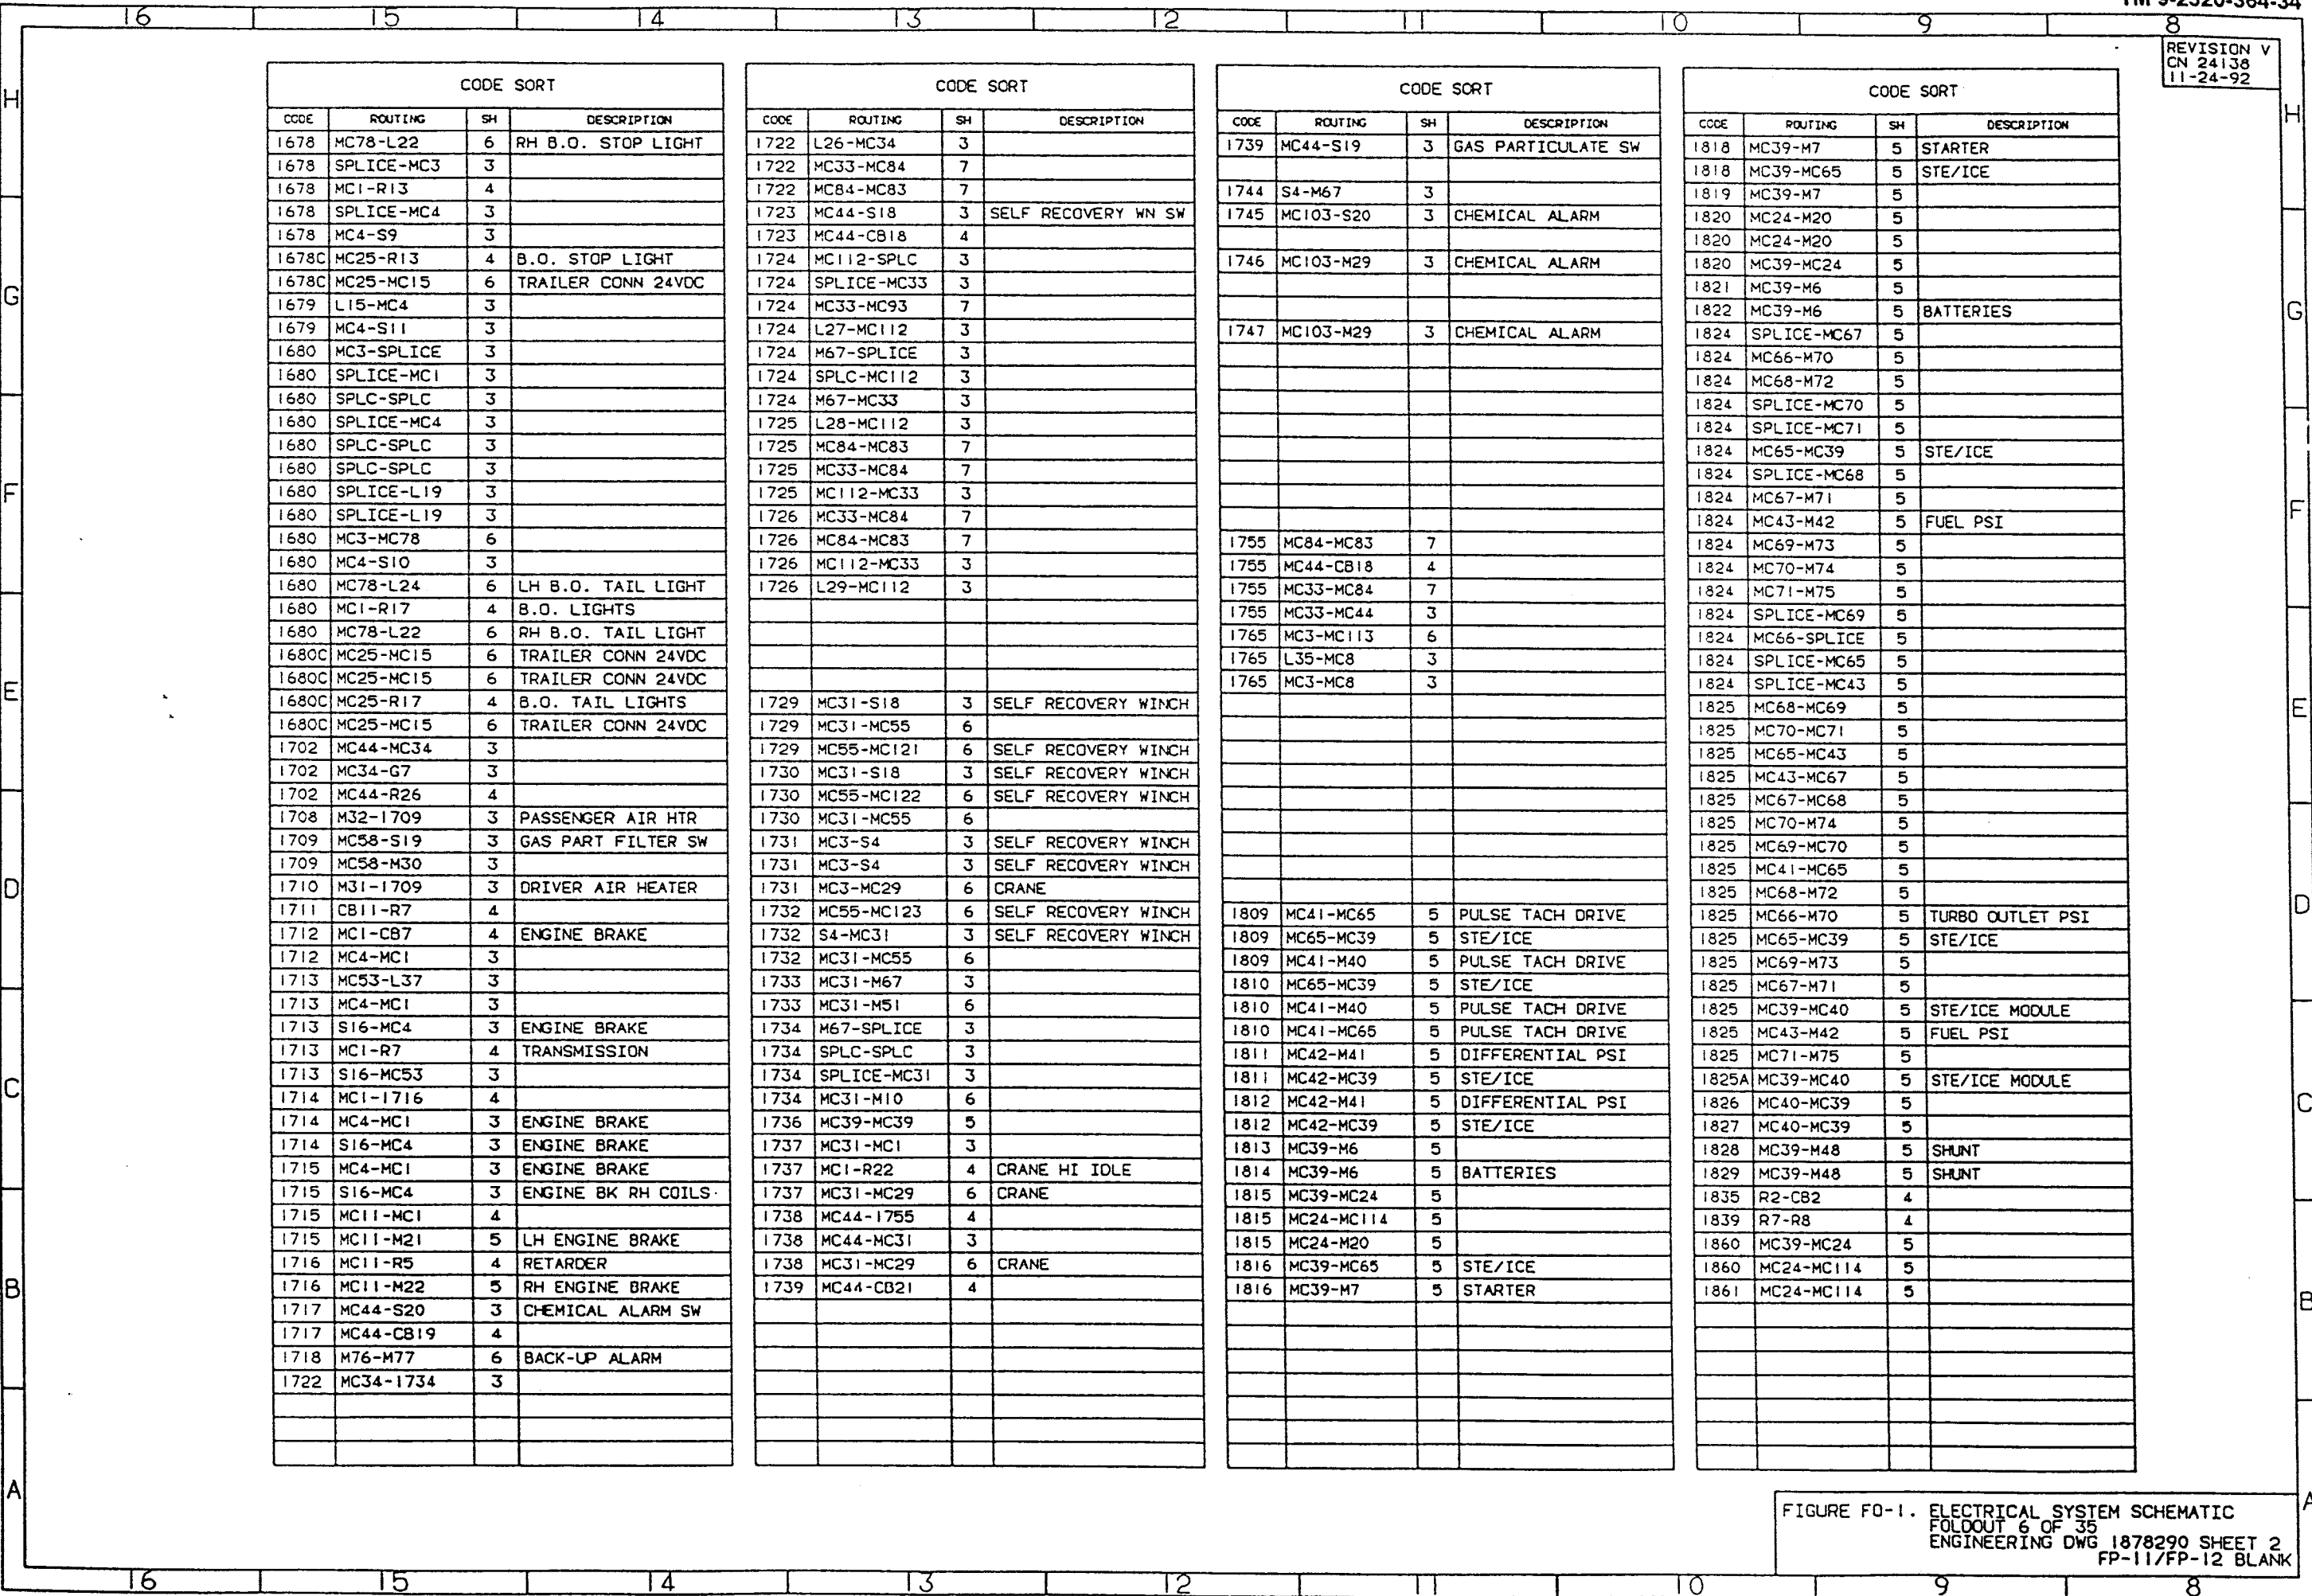 TM 9-2320-364-34
16 15 14 13 12 11 10 9 8
REVISION V
CN 24138
11-24-92
H
G
F
E
D
C
B
A
CODE SORT
CODE ROUTING SH DESCRIPTION
1678 MC78-L22 6 RH B.O. STOP LIGHT
1678 SPLICE-MC3 3
1678 MC1-R13 4
1678 SPLICE-MC4 3
1678 MC4-S9 3
1678C MC25-R13 4 B.O. STOP LIGHT
1678C MC25-MC15 6 TRAILER CONN 24VDC
1679 L15-MC4 3
1679 MC4-S11 3
1680 MC3-SPLICE 3
1680 SPLICE-MC1 3
1680 SPLC-SPLC 3
1680 SPLICE-MC4 3
1680 SPLC-SPLC 3
1680 SPLC-SPLC 3
1680 SPLICE-L19 3
1680 SPLICE-L19 3
1680 MC3-MC78 6
1680 MC4-S10 3
1680 MC78-L24 6 LH B.O. TAIL LIGHT
1680 MC1-R17 4 B.O. LIGHTS
1680 MC78-L22 6 RH B.O. TAIL LIGHT
1680C MC25-MC15 6 TRAILER CONN 24VDC
1680C MC25-MC15 6 TRAILER CONN 24VDC
1680C MC25-R17 4 B.O. TAIL LIGHTS
1680C MC25-MC15 6 TRAILER CONN 24VDC
1702 MC44-MC34 3
1702 MC34-G7 3
1702 MC44-R26 4
1708 M32-1709 3 PASSENGER AIR HTR
1709 MC58-S19 3 GAS PART FILTER SW
1709 MC58-M30 3
1710 M31-1709 3 DRIVER AIR HEATER
1711 CB11-R7 4
1712 MC1-CB7 4 ENGINE BRAKE
1712 MC4-MC1 3
1713 MC53-L37 3
1713 MC4-MC1 3
1713 S16-MC4 3 ENGINE BRAKE
1713 MC1-R7 4 TRANSMISSION
1713 S16-MC53 3
1714 MC1-1716 4
1714 MC4-MC1 3 ENGINE BRAKE
1714 S16-MC4 3 ENGINE BRAKE
1715 MC4-MC1 3 ENGINE BRAKE
1715 S16-MC4 3 ENGINE BK RH COILS
1715 MC11-MC1 4
1715 MC11-M21 5 LH ENGINE BRAKE
1716 MC11-R5 4 RETARDER
1716 MC11-M22 5 RH ENGINE BRAKE
1717 MC44-S20 3 CHEMICAL ALARM SW
1717 MC44-CB19 4
1718 M76-M77 6 BACK-UP ALARM
1722 MC34-1734 3
CODE SORT
CODE ROUTING SH DESCRIPTION
1722 L26-MC34 3
1722 MC33-MC84 7
1722 MC84-MC83 7
1723 MC44-S18 3 SELF RECOVERY WN SW
1723 MC44-CB18 4
1724 MC112-SPLC 3
1724 SPLICE-MC33 3
1724 MC33-MC93 7
1724 L27-MC112 3
1724 M67-SPLICE 3
1724 SPLC-MC112 3
1724 M67-MC33 3
1725 L28-MC112 3
1725 MC84-MC83 7
1725 MC33-MC84 7
1725 MC112-MC33 3
1726 MC33-MC84 7
1726 MC84-MC83 7
1726 MC112-MC33 3
1726 L29-MC112 3
1729 MC31-S18 3 SELF RECOVERY WINCH
1729 MC31-MC55 6
1729 MC55-MC121 6 SELF RECOVERY WINCH
1730 MC31-S18 3 SELF RECOVERY WINCH
1730 MC55-MC122 6 SELF RECOVERY WINCH
1730 MC31-MC55 6
1731 MC3-S4 3 SELF RECOVERY WINCH
1731 MC3-S4 3 SELF RECOVERY WINCH
1731 MC3-MC29 6 CRANE
1732 MC55-MC123 6 SELF RECOVERY WINCH
1732 S4-MC31 3 SELF RECOVERY WINCH
1732 MC31-MC55 6
1733 MC31-M67 3
1733 MC31-M51 6
1734 M67-SPLICE 3
1734 SPLC-SPLC 3
1734 SPLICE-MC31 3
1734 MC31-M10 6
1736 MC39-MC39 5
1737 MC31-MC1 3
1737 MC1-R22 4 CRANE HI IDLE
1737 MC31-MC29 6 CRANE
1738 MC44-1755 4
1738 MC44-MC31 3
1738 MC31-MC29 6 CRANE
1739 MC44-CB21 4
CODE SORT
CODE ROUTING SH DESCRIPTION
1739 MC44-S19 3 GAS PARTICULATE SW
1744 S4-M67 3
1745 MC103-S20 3 CHEMICAL ALARM
1746 MC103-M29 3 CHEMICAL ALARM
1747 MC103-M29 3 CHEMICAL ALARM
1755 MC84-MC83 7
1755 MC44-CB18 4
1755 MC33-MC84 7
1755 MC33-MC44 3
1765 MC3-MC113 6
1765 L35-MC8 3
1765 MC3-MC8 3
1809 MC41-MC65 5 PULSE TACH DRIVE
1809 MC65-MC39 5 STE/ICE
1809 MC41-M40 5 PULSE TACH DRIVE
1810 MC65-MC39 5 STE/ICE
1810 MC41-M40 5 PULSE TACH DRIVE
1810 MC41-MC65 5 PULSE TACH DRIVE
1811 MC42-M41 5 DIFFERENTIAL PSI
1811 MC42-MC39 5 STE/ICE
1812 MC42-M41 5 DIFFERENTIAL PSI
1812 MC42-MC39 5 STE/ICE
1813 MC39-M6 5
1814 MC39-M6 5 BATTERIES
1815 MC39-MC24 5
1815 MC24-MC114 5
1815 MC24-M20 5
1816 MC39-MC65 5 STE/ICE
1816 MC39-M7 5 STARTER
CODE SORT
CODE ROUTING SH DESCRIPTION
1818 MC39-M7 5 STARTER
1818 MC39-MC65 5 STE/ICE
1819 MC39-M7 5
1820 MC24-M20 5
1820 MC24-M20 5
1820 MC39-MC24 5
1821 MC39-M6 5
1822 MC39-M6 5 BATTERIES
1824 SPLICE-MC67 5
1824 MC66-M70 5
1824 MC68-M72 5
1824 SPLICE-MC70 5
1824 SPLICE-MC71 5
1824 MC65-MC39 5 STE/ICE
1824 SPLICE-MC68 5
1824 MC67-M71 5
1824 MC43-M42 5 FUEL PSI
1824 MC69-M73 5
1824 MC70-M74 5
1824 MC71-M75 5
1824 SPLICE-MC69 5
1824 MC66-SPLICE 5
1824 SPLICE-MC65 5
1824 SPLICE-MC43 5
1825 MC68-MC69 5
1825 MC70-MC71 5
1825 MC65-MC43 5
1825 MC43-MC67 5
1825 MC67-MC68 5
1825 MC70-M74 5
1825 MC69-MC70 5
1825 MC41-MC65 5
1825 MC68-M72 5
1825 MC66-M70 5 TURBO OUTLET PSI
1825 MC65-MC39 5 STE/ICE
1825 MC69-M73 5
1825 MC67-M71 5
1825 MC39-MC40 5 STE/ICE MODULE
1825 MC43-M42 5 FUEL PSI
1825 MC71-M75 5
1825A MC39-MC40 5 STE/ICE MODULE
1826 MC40-MC39 5
1827 MC40-MC39 5
1828 MC39-M48 5 SHUNT
1829 MC39-M48 5 SHUNT
1835 R2-CB2 4
1839 R7-R8 4
1860 MC39-MC24 5
1860 MC24-MC114 5
1861 MC24-MC114 5
H
G
F
E
D
C
B
A
FIGURE FO-1. ELECTRICAL SYSTEM SCHEMATIC
FOLDOUT 6 OF 35
ENGINEERING DWG 1878290 SHEET 2
FP-11/FP-12 BLANK
16 15 14 13 12 11 10 9 8